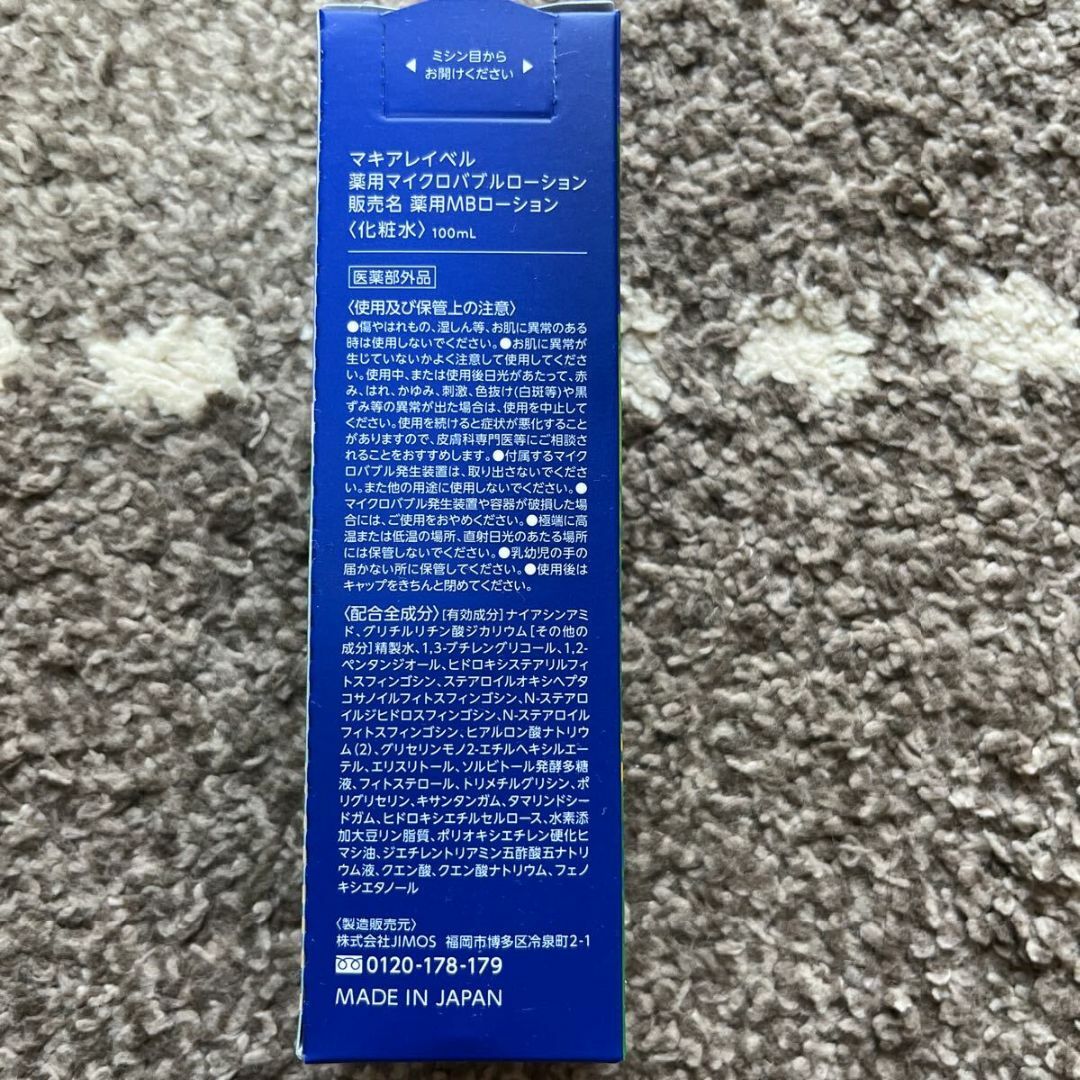 ミシン目から
お開けください
マキアレイベル
薬用マイクロバブルローション
販売名 薬用MBローション
〈化粧水〉100mL
医薬部外品
〈使用及び保管上の注意〉
●傷やはれもの、湿しん等、お肌に異常のある
時は使用しないでください。●お肌に異常が
生じていないかよく注意して使用してくださ
い。使用中、または使用後日光があたって、赤
み、はれ、かゆみ、刺激、色抜け(白斑等)や黒
ずみ等の異常が出た場合は、使用を中止して
ください。使用を続けると症状が悪化すること
がありますので、皮膚科専門医等にご相談さ
れることをおすすめします。●付属するマイク
ロバブル発生装置は、取り出さないでくださ
い。また他の用途に使用しないでください。●
マイクロバブル発生装置や容器が破損した場
合には、ご使用をおやめください。●極端に高
温または低温の場所、直射日光のあたる場所
には保管しないでください。●乳幼児の手の
届かない所に保管してください。●使用後は
キャップをきちんと閉めてください。
〈配合全成分〉[有効成分]ナイアシンアミ
ド、グリチルリチン酸ジカリウム[その他の
成分]精製水、1,3-ブチレングリコール、1,2-
ペンタンジオール、ヒドロキシステアリルフィ
トスフィンゴシン、ステアロイルオキシヘプタ
コサノイルフィトスフィンゴシン、N-ステアロ
イルジヒドロスフィンゴシン、N-ステアロイル
フィトスフィンゴシン、ヒアルロン酸ナトリウ
ム(2)、グリセリンモノ2-エチルヘキシルエー
テル、エリスリトール、ソルビトール発酵多糖
液、フィトステロール、トリメチルグリシン、ポ
リグリセリン、キサンタンガム、タマリンドシー
ドガム、ヒドロキシエチルセルロース、水素添
加大豆リン脂質、ポリオキシエチレン硬化ヒ
マシ油、ジエチレントリアミン五酢酸五ナトリ
ウム液、クエン酸、クエン酸ナトリウム、フェノ
キシエタノール
〈製造販売元〉
株式会社JIMOS 福岡市博多区冷泉町2-1
0120-178-179
MADE IN JAPAN